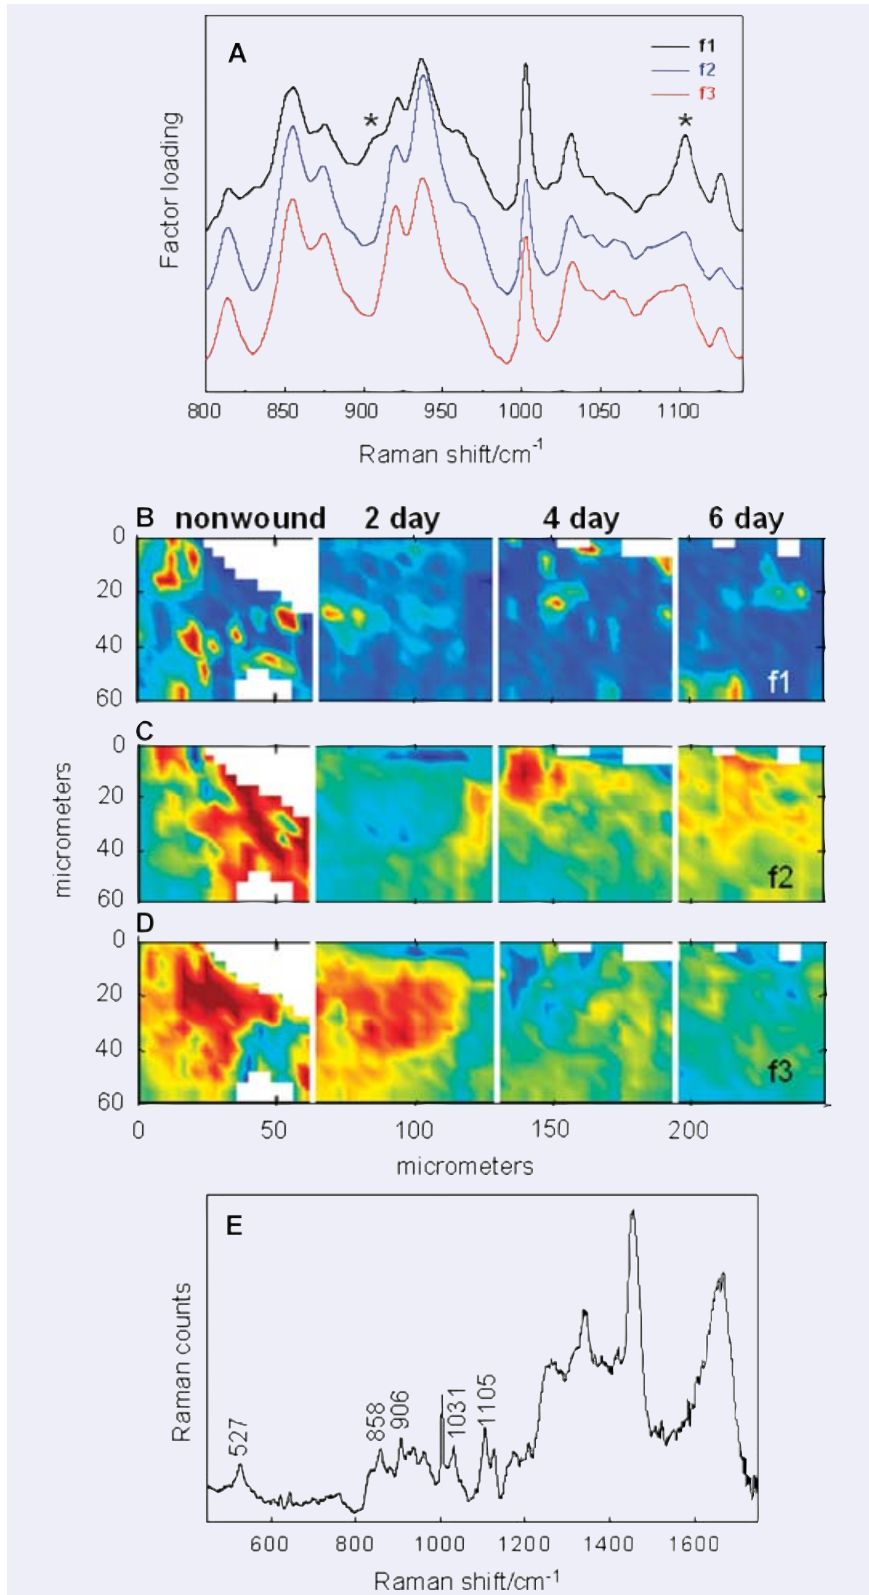 A
f1
f2
f3
*
*
Factor loading
800 850 900 950 1000 1050 1100
Raman shift/cm-1
B nonwound 2 day 4 day 6 day
0
20
40
60
f1
C
0
20
40
60
f2
micrometers
D
0
20
40
60
f3
0 50 100 150 200
micrometers
E
Raman counts
527
858
906
1031
1105
600 800 1000 1200 1400 1600
Raman shift/cm-1